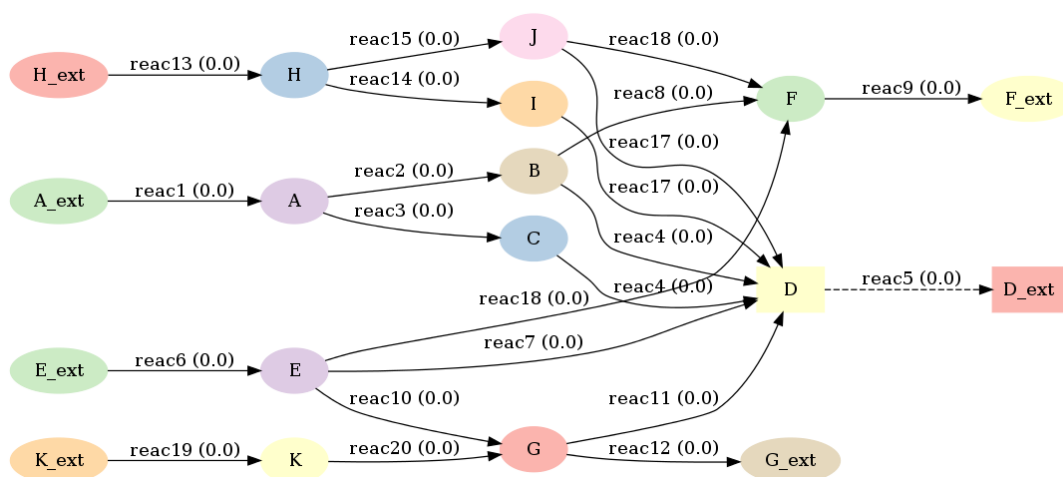 J
reac15 (0.0)
reac18 (0.0)
H_ext
reac13 (0.0)
H
reac14 (0.0)
I
reac8 (0.0)
F
reac9 (0.0)
F_ext
reac17 (0.0)
reac2 (0.0)
B
reac17 (0.0)
A_ext
reac1 (0.0)
A
reac3 (0.0)
C
reac4 (0.0)
reac18 (0.0)
reac4 (0.0)
D
reac5 (0.0)
D_ext
reac7 (0.0)
E_ext
reac6 (0.0)
E
reac10 (0.0)
reac11 (0.0)
K_ext
reac19 (0.0)
K
reac20 (0.0)
G
reac12 (0.0)
G_ext